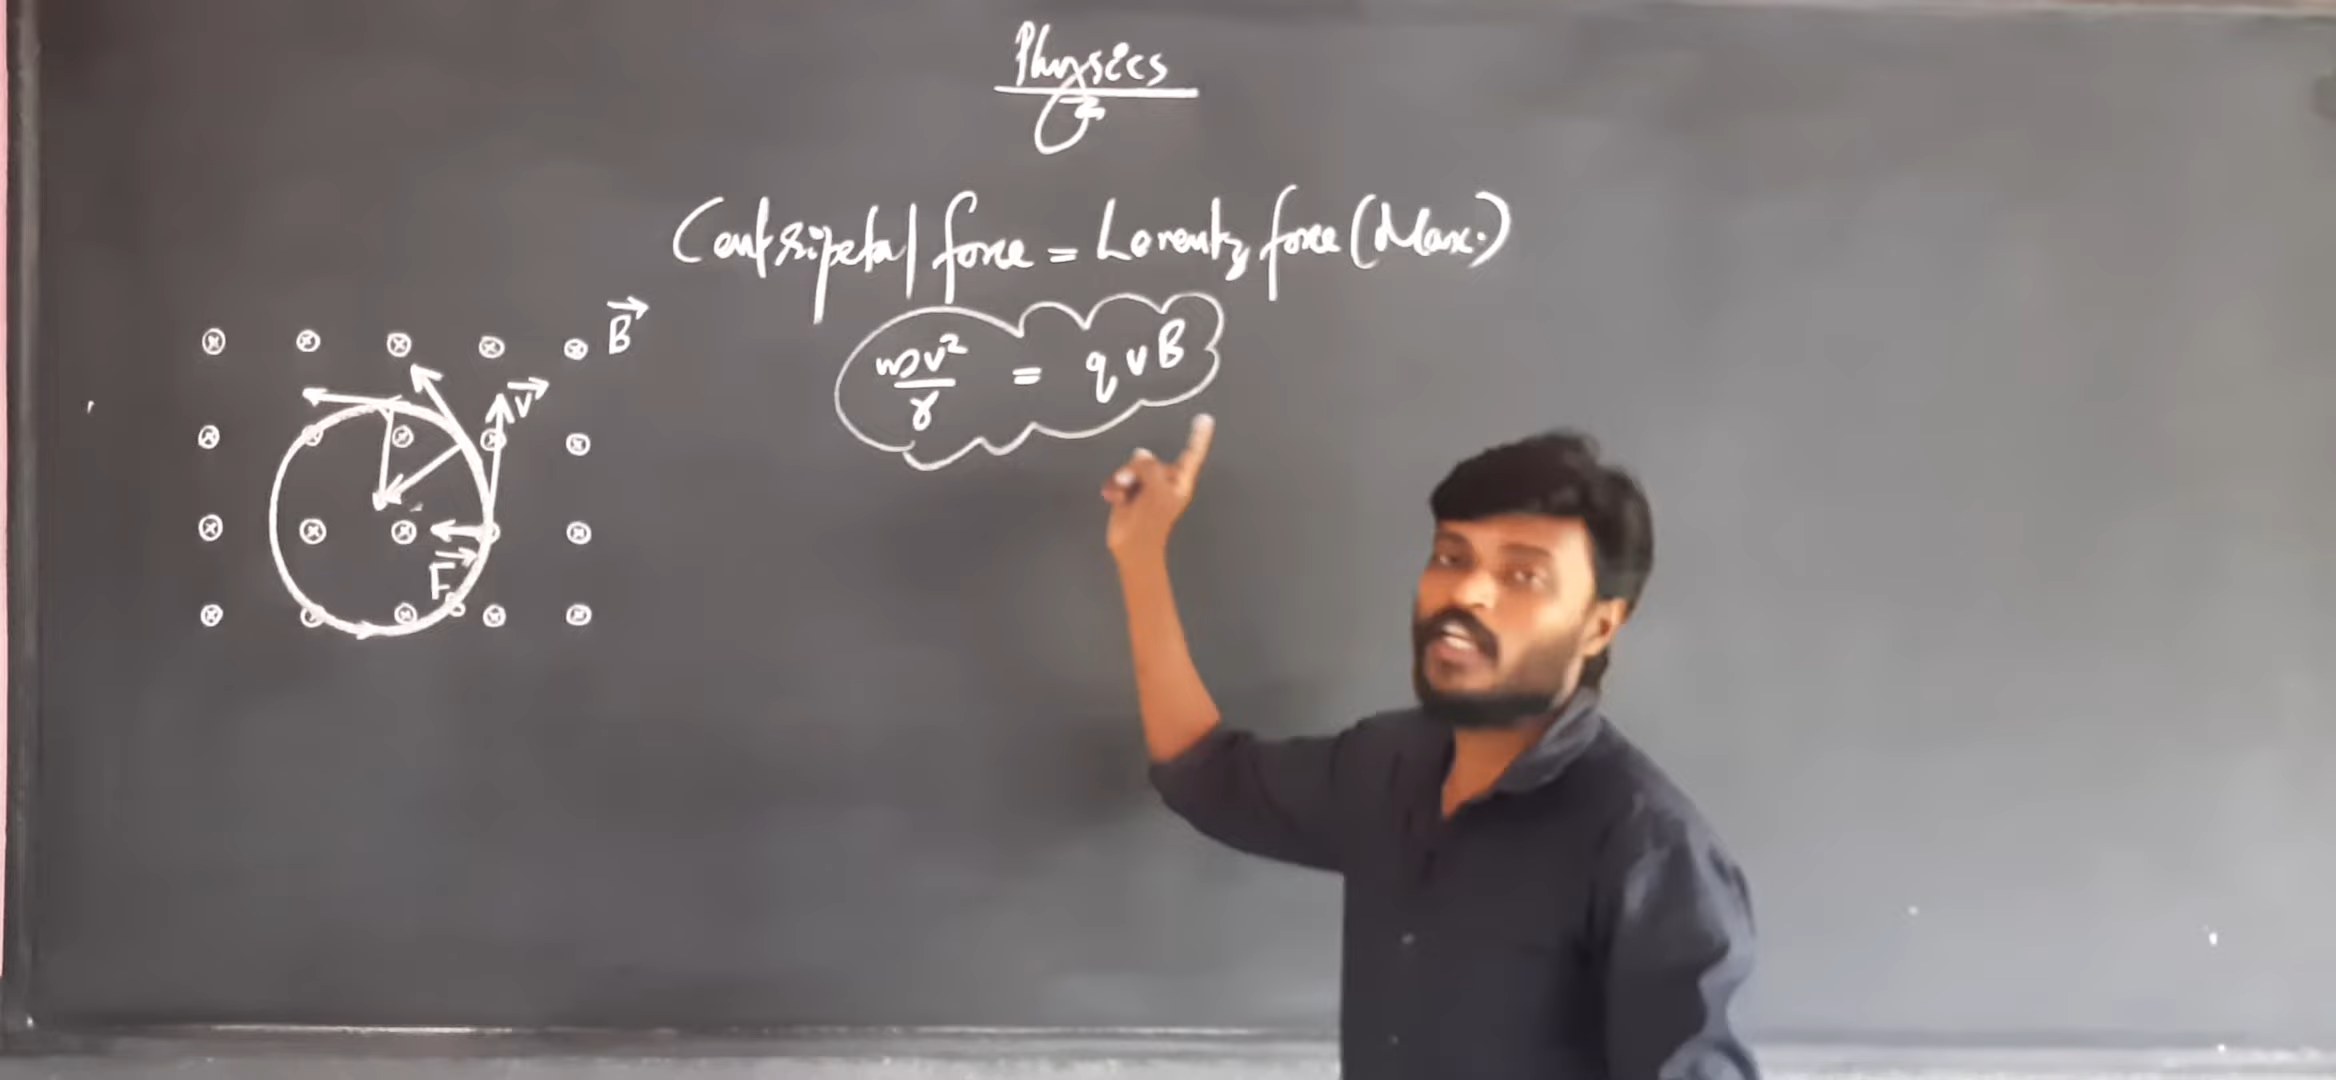 Physics
Centripetal force = Lorentz force (Max.)
mv²/r = qvB
B⃗
v⃗
F⃗